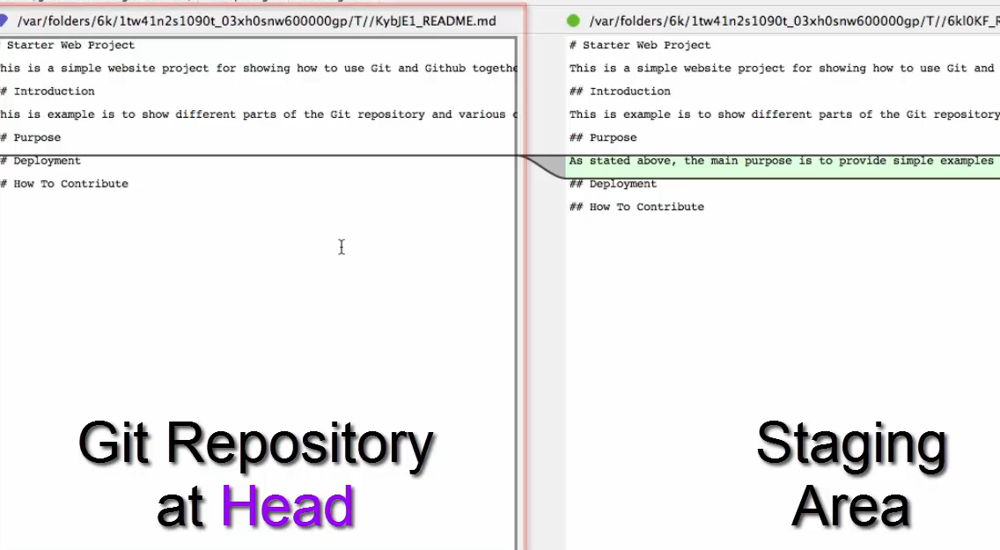 /var/folders/6k/1tw41n2s1090t_03xh0snw600000gp/T//KybJE1_README.md
Starter Web Project
his is a simple website project for showing how to use Git and Github togethe
# Introduction
his is example is to show different parts of the Git repository and various
# Purpose
# Deployment
# How To Contribute
Git Repository
at Head
/var/folders/6k/1tw41n2s1090t_03xh0snw600000gp/T//6kl0KF_R
# Starter Web Project
This is a simple website project for showing how to use Git and
## Introduction
This is example is to show different parts of the Git repository
## Purpose
As stated above, the main purpose is to provide simple examples
## Deployment
## How To Contribute
Staging
Area